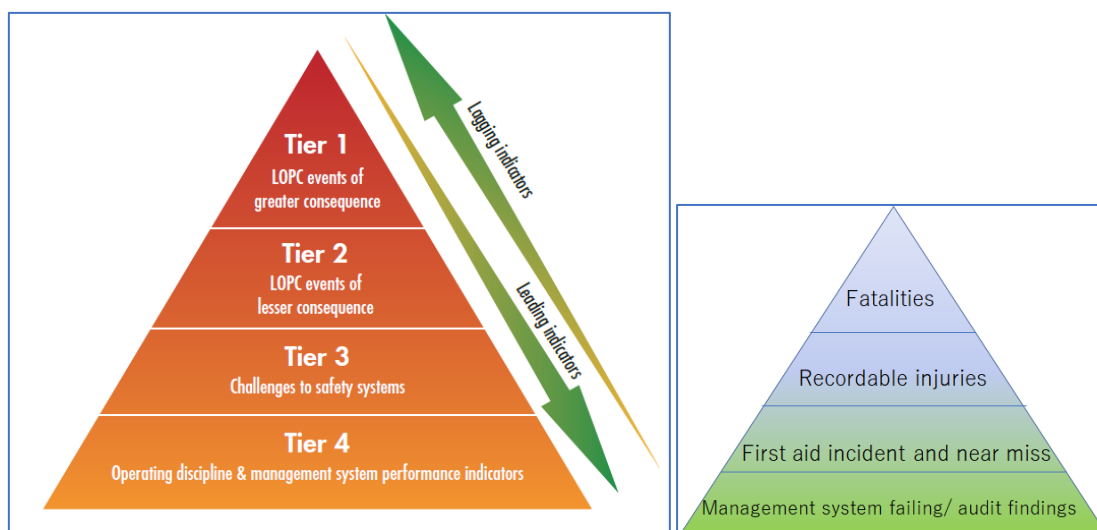 Tier 1
LOPC events of
greater consequence
Tier 2
LOPC events of
lesser consequence
Tier 3
Challenges to safety systems
Tier 4
Operating discipline & management system performance indicators
Lagging indicators
Leading indicators
Fatalities
Recordable injuries
First aid incident and near miss
Management system failing/ audit findings